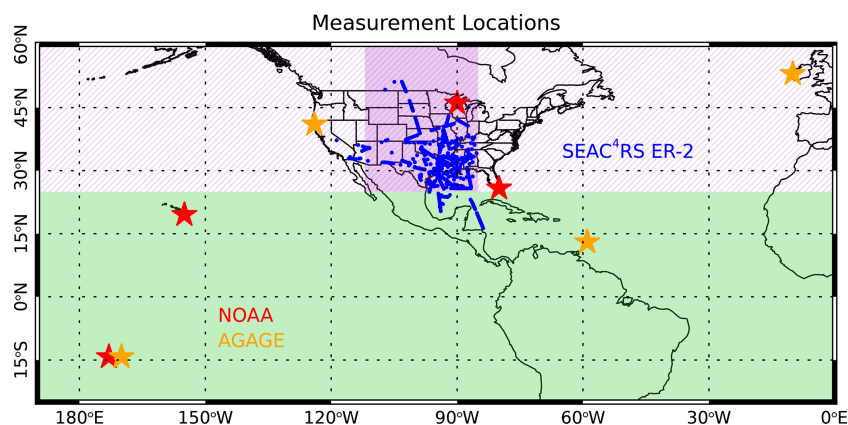 Measurement Locations
60°N
45°N
30°N
15°N
0°N
15°S
SEAC⁴RS ER-2
NOAA
AGAGE
180°E 150°W 120°W 90°W 60°W 30°W 0°E